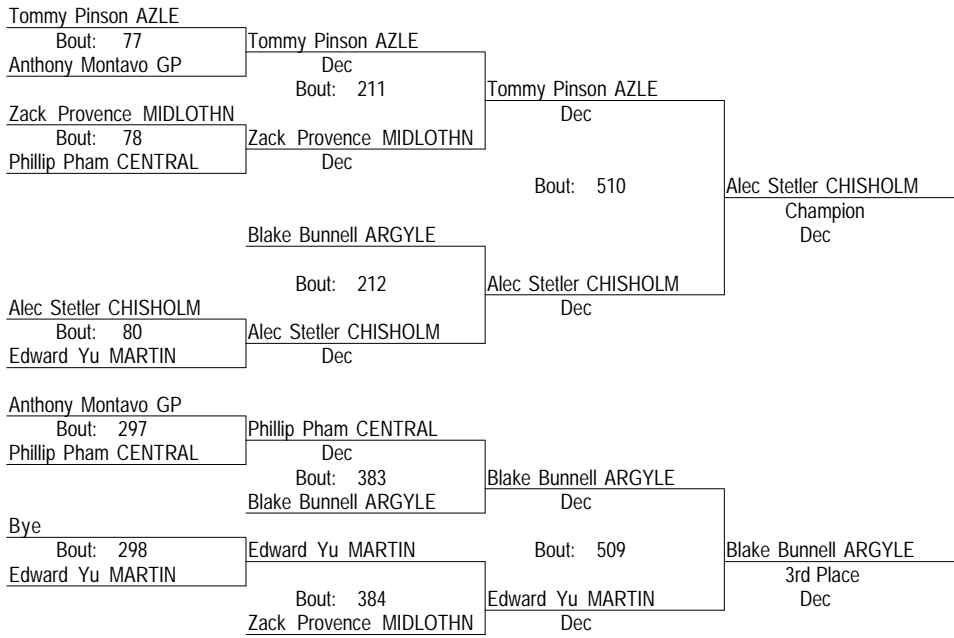 Tommy Pinson AZLE
Bout: 77
Tommy Pinson AZLE
Anthony Montavo GP
Dec
Bout: 211
Tommy Pinson AZLE
Zack Provence MIDLOTHN
Dec
Bout: 78
Zack Provence MIDLOTHN
Phillip Pham CENTRAL
Dec
Bout: 510
Alec Stetler CHISHOLM
Champion
Blake Bunnell ARGYLE
Dec
Bout: 212
Alec Stetler CHISHOLM
Alec Stetler CHISHOLM
Dec
Bout: 80
Alec Stetler CHISHOLM
Edward Yu MARTIN
Dec
Anthony Montavo GP
Bout: 297
Phillip Pham CENTRAL
Phillip Pham CENTRAL
Dec
Bout: 383
Blake Bunnell ARGYLE
Blake Bunnell ARGYLE
Dec
Bye
Bout: 298
Edward Yu MARTIN
Bout: 509
Blake Bunnell ARGYLE
Edward Yu MARTIN
3rd Place
Bout: 384
Edward Yu MARTIN
Dec
Zack Provence MIDLOTHN
Dec